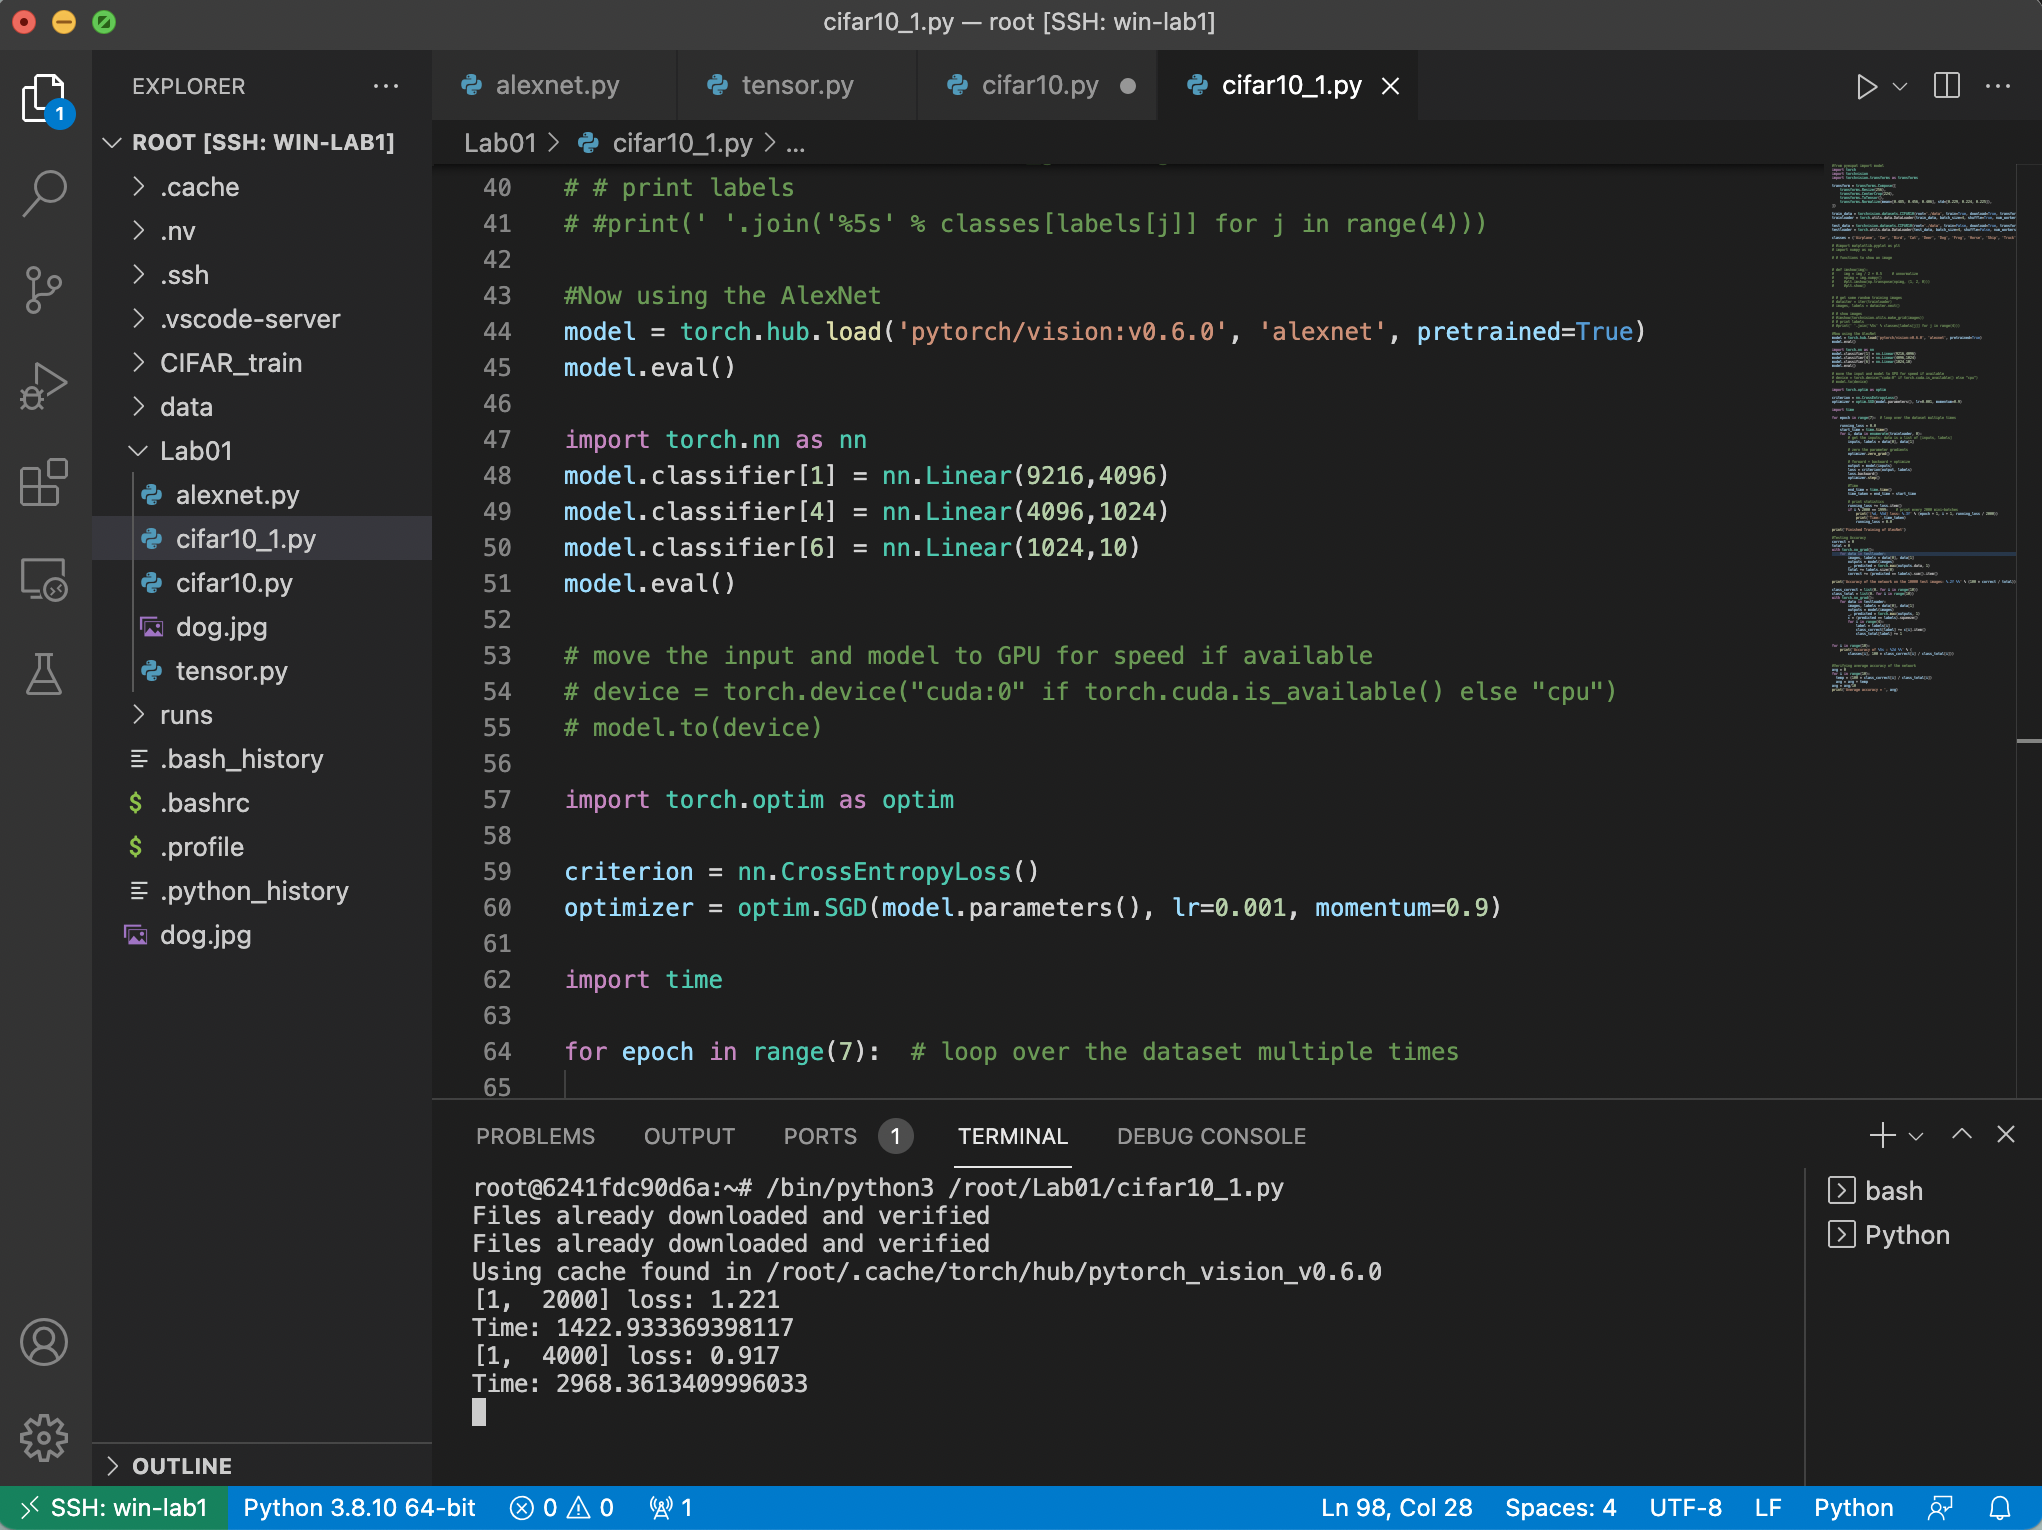 cifar10_1.py — root [SSH: win-lab1]
EXPLORER
alexnet.py
tensor.py
cifar10.py
cifar10_1.py
1
ROOT [SSH: WIN-LAB1]
.cache
.nv
.ssh
.vscode-server
CIFAR_train
data
Lab01
alexnet.py
cifar10_1.py
cifar10.py
dog.jpg
tensor.py
runs
.bash_history
.bashrc
.profile
.python_history
dog.jpg
OUTLINE
Lab01 > cifar10_1.py > ...
40 # # print labels
41 # #print(' '.join('%5s' % classes[labels[j]] for j in range(4)))
42
43 #Now using the AlexNet
44 model = torch.hub.load('pytorch/vision:v0.6.0', 'alexnet', pretrained=True)
45 model.eval()
46
47 import torch.nn as nn
48 model.classifier[1] = nn.Linear(9216,4096)
49 model.classifier[4] = nn.Linear(4096,1024)
50 model.classifier[6] = nn.Linear(1024,10)
51 model.eval()
52
53 # move the input and model to GPU for speed if available
54 # device = torch.device("cuda:0" if torch.cuda.is_available() else "cpu")
55 # model.to(device)
56
57 import torch.optim as optim
58
59 criterion = nn.CrossEntropyLoss()
60 optimizer = optim.SGD(model.parameters(), lr=0.001, momentum=0.9)
61
62 import time
63
64 for epoch in range(7):  # loop over the dataset multiple times
65
PROBLEMS OUTPUT PORTS 1 TERMINAL DEBUG CONSOLE
root@6241fdc90d6a:~# /bin/python3 /root/Lab01/cifar10_1.py
Files already downloaded and verified
Files already downloaded and verified
Using cache found in /root/.cache/torch/hub/pytorch_vision_v0.6.0
[1,  2000] loss: 1.221
Time: 1422.933369398117
[1,  4000] loss: 0.917
Time: 2968.3613409996033
bash
Python
SSH: win-lab1 Python 3.8.10 64-bit 0 0 1 Ln 98, Col 28 Spaces: 4 UTF-8 LF Python